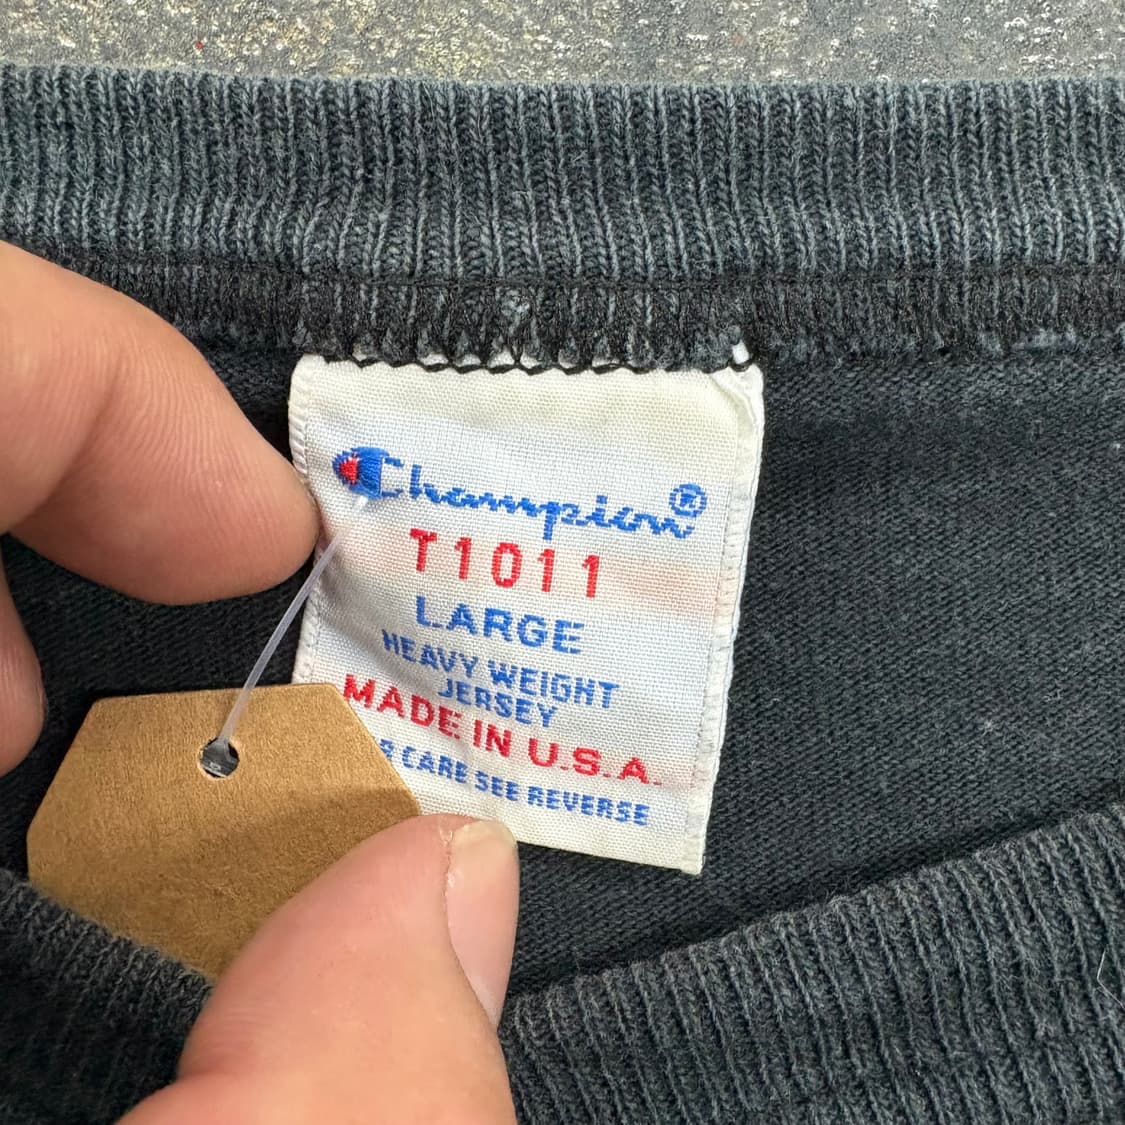 Champion®
T1011
LARGE
HEAVY WEIGHT
JERSEY
MADE IN U.S.A.
R CARE SEE REVERSE